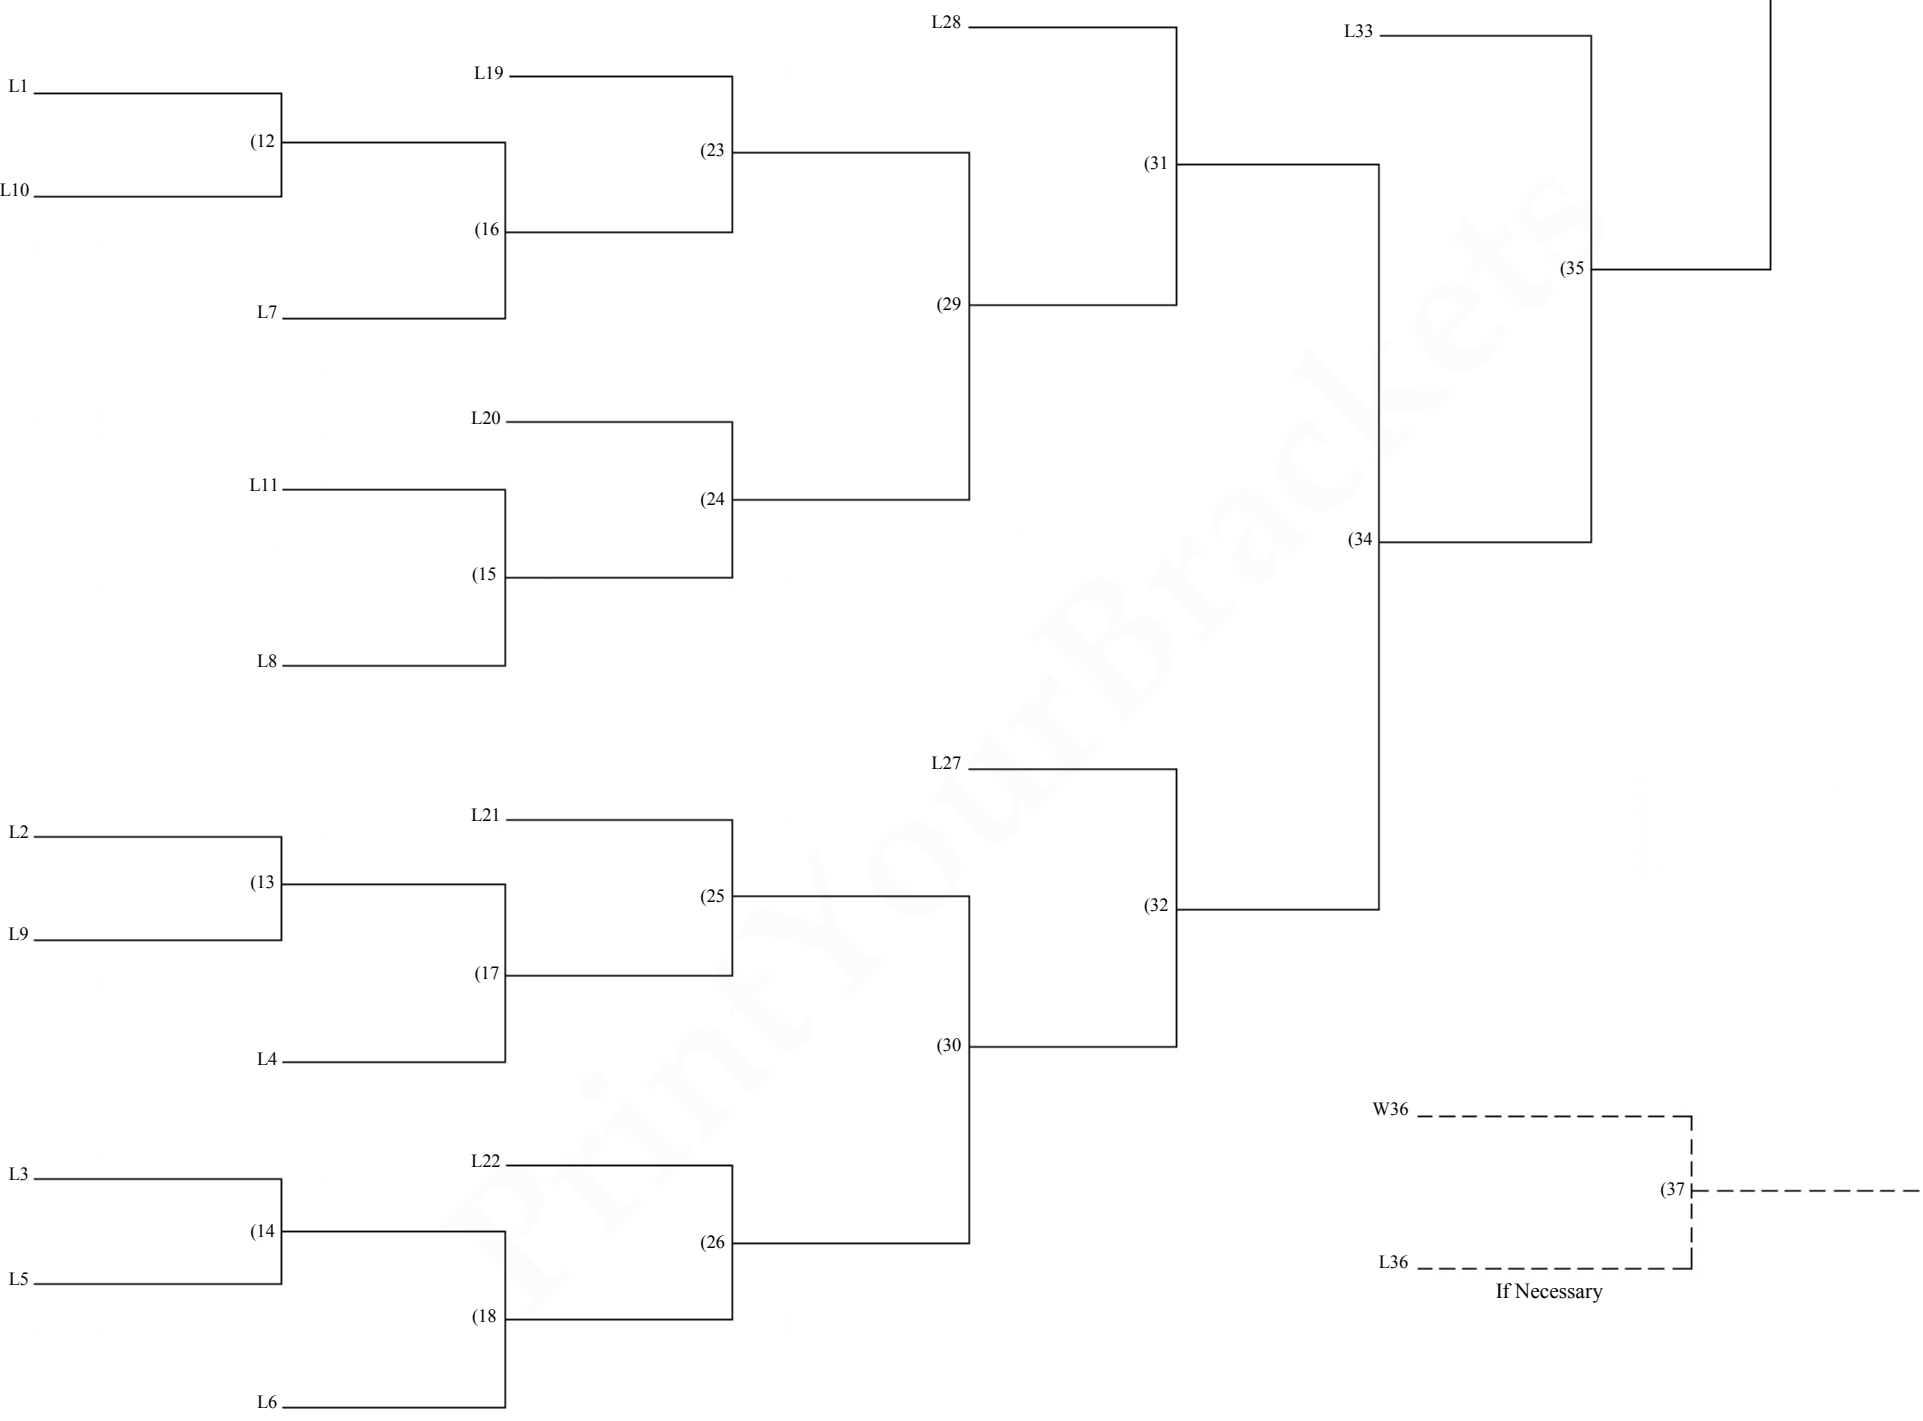 L28
L33
L19
L1
(12
(23
(31
L10
(16
(35
(29
L7
L20
L11
(24
(34
(15
L8
L27
L21
L2
(13
(25
(32
L9
(17
(30
L4
W36
L22
L3
(37
(14
(26
L36
L5
If Necessary
(18
L6
PrintYourBrackets